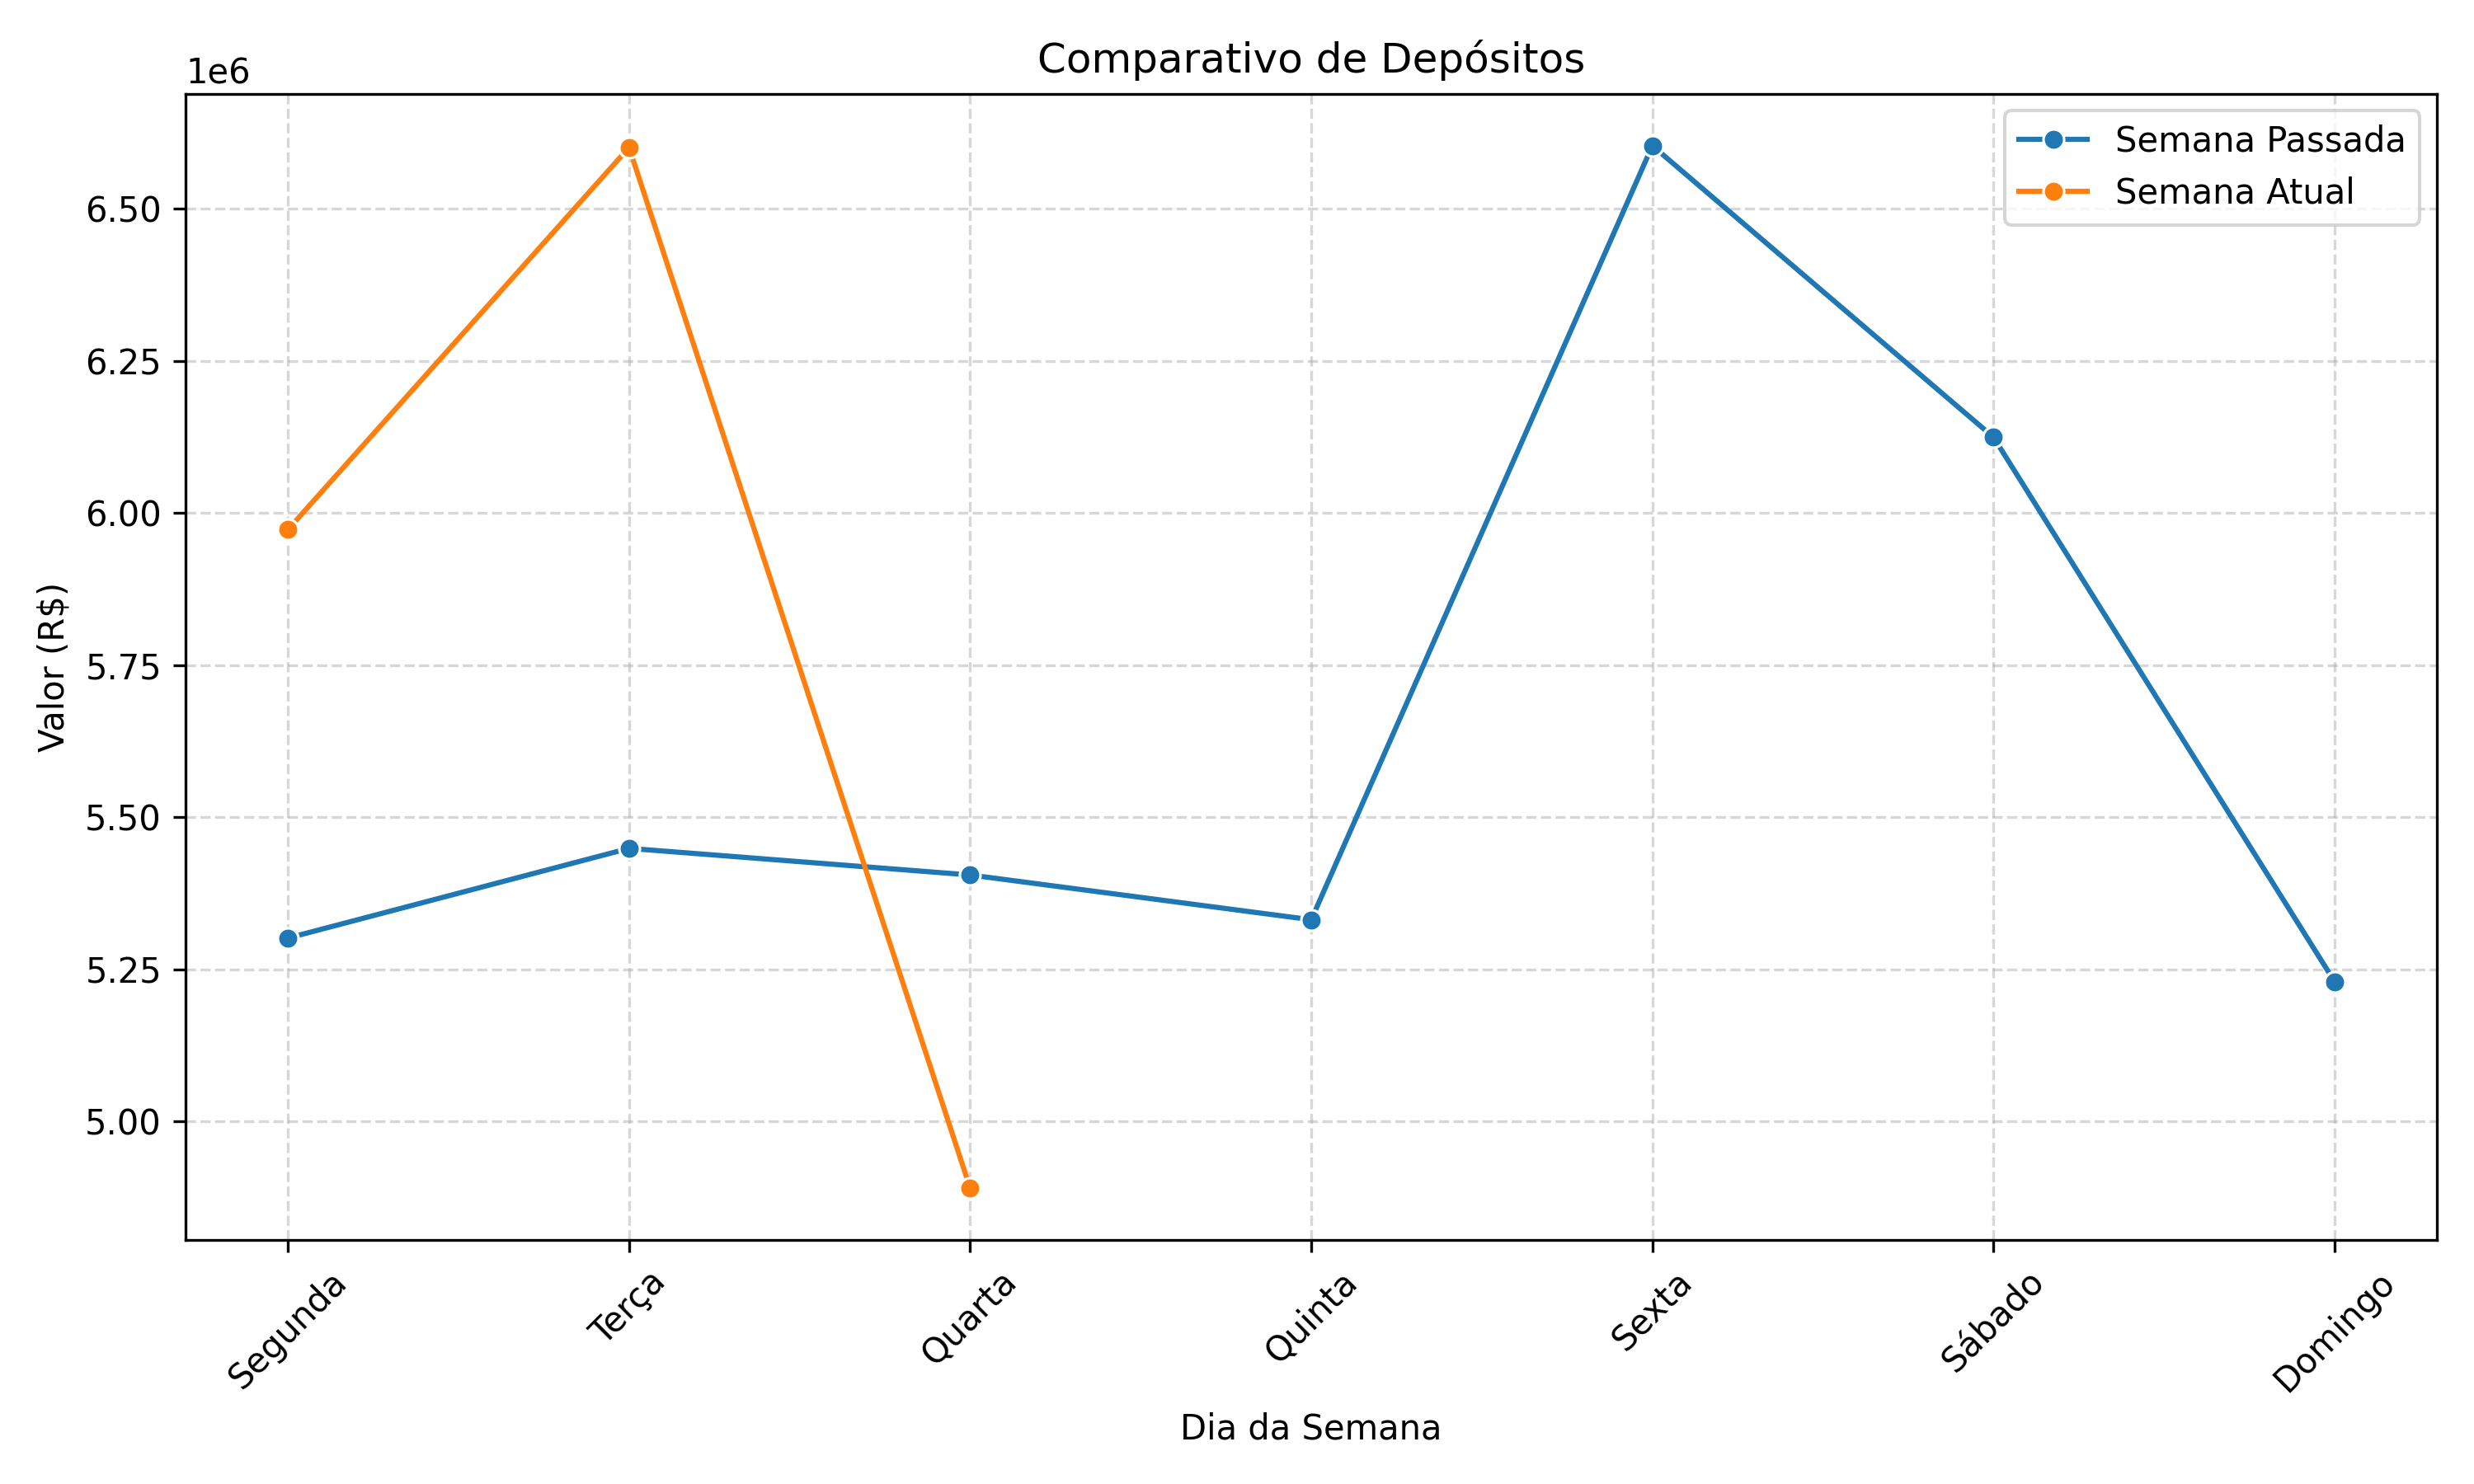 Comparativo de Depósitos
1e6
Semana Passada
Semana Atual
6.50
6.25
6.00
5.75
5.50
5.25
5.00
Valor (R$)
Segunda
Terça
Quarta
Quinta
Sexta
Sábado
Domingo
Dia da Semana